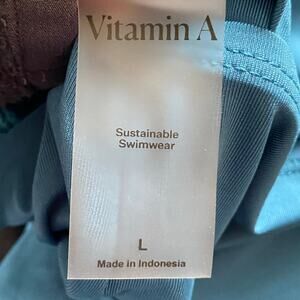 Vitamin A
Sustainable
Swimwear
L
Made in Indonesia